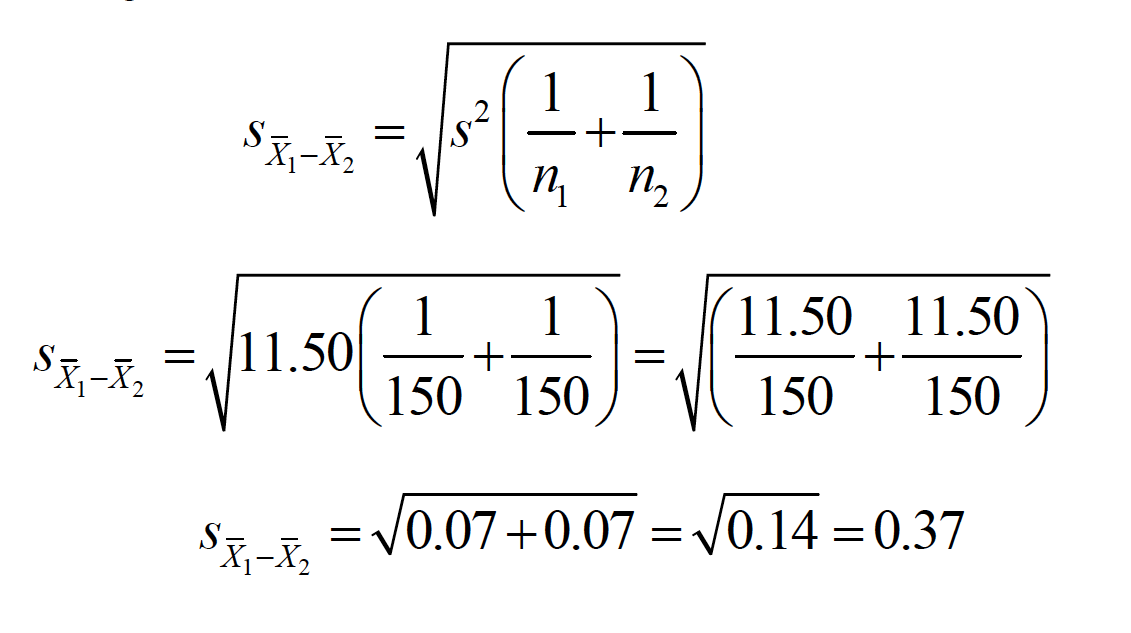 s_{X̄₁−X̄₂} = √(s²(1/n₁ + 1/n₂))
s_{X̄₁−X̄₂} = √(11.50(1/150 + 1/150)) = √((11.50/150 + 11.50/150))
s_{X̄₁−X̄₂} = √(0.07 + 0.07) = √0.14 = 0.37